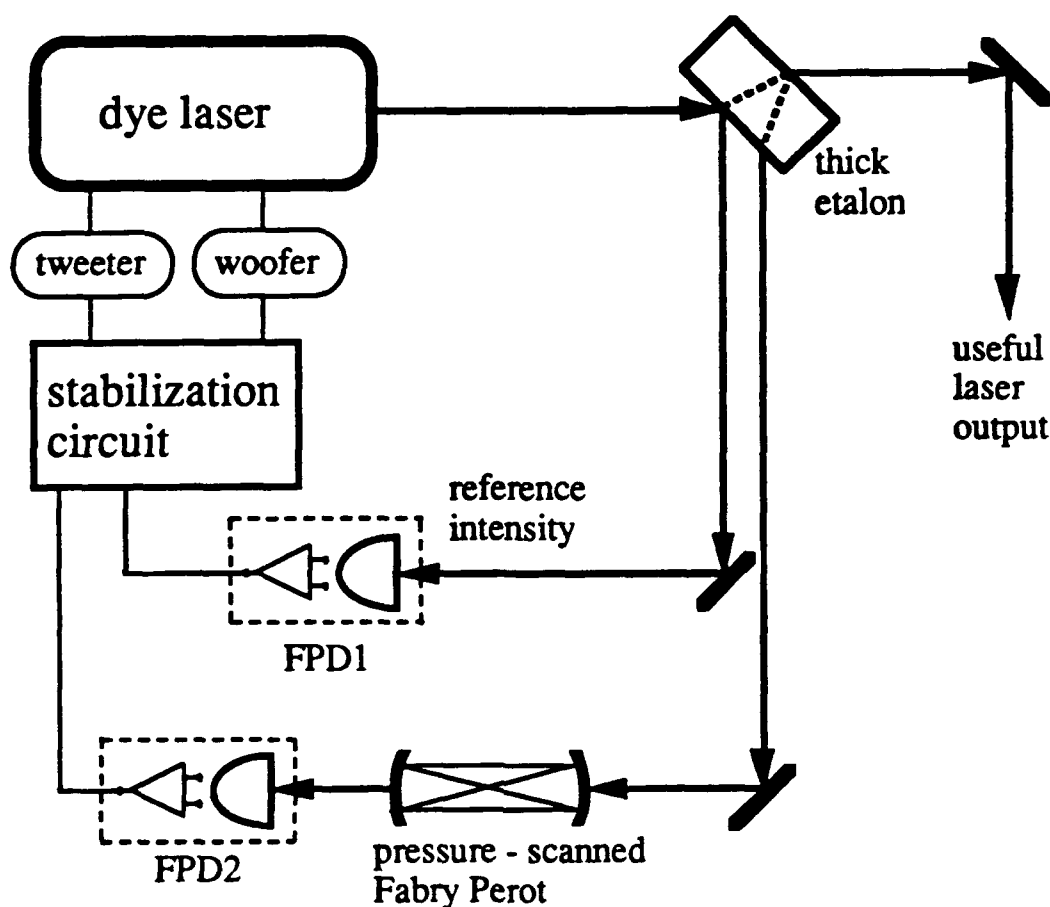 dye laser
thick
etalon
tweeter
woofer
useful
laser
output
stabilization
circuit
reference
intensity
FPD1
FPD2
pressure - scanned
Fabry Perot